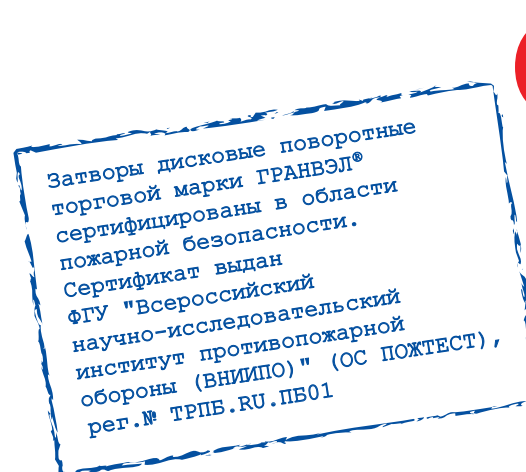 Затворы дисковые поворотные
торговой марки ГРАНВЭЛ®
сертифицированы в области
пожарной безопасности.
Сертификат выдан
ФГУ "Всероссийский
научно-исследовательский
институт противопожарной
обороны (ВНИИПО)" (ОС ПОЖТЕСТ),
рег.№ ТРПБ.RU.ПБ01